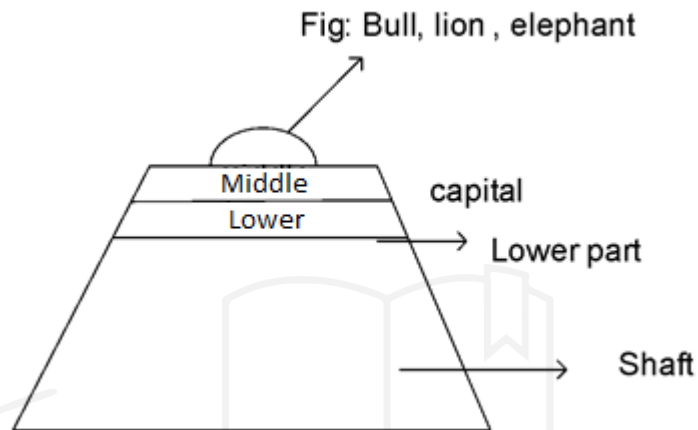 Fig: Bull, lion , elephant
Middle
capital
Lower
Lower part
Shaft